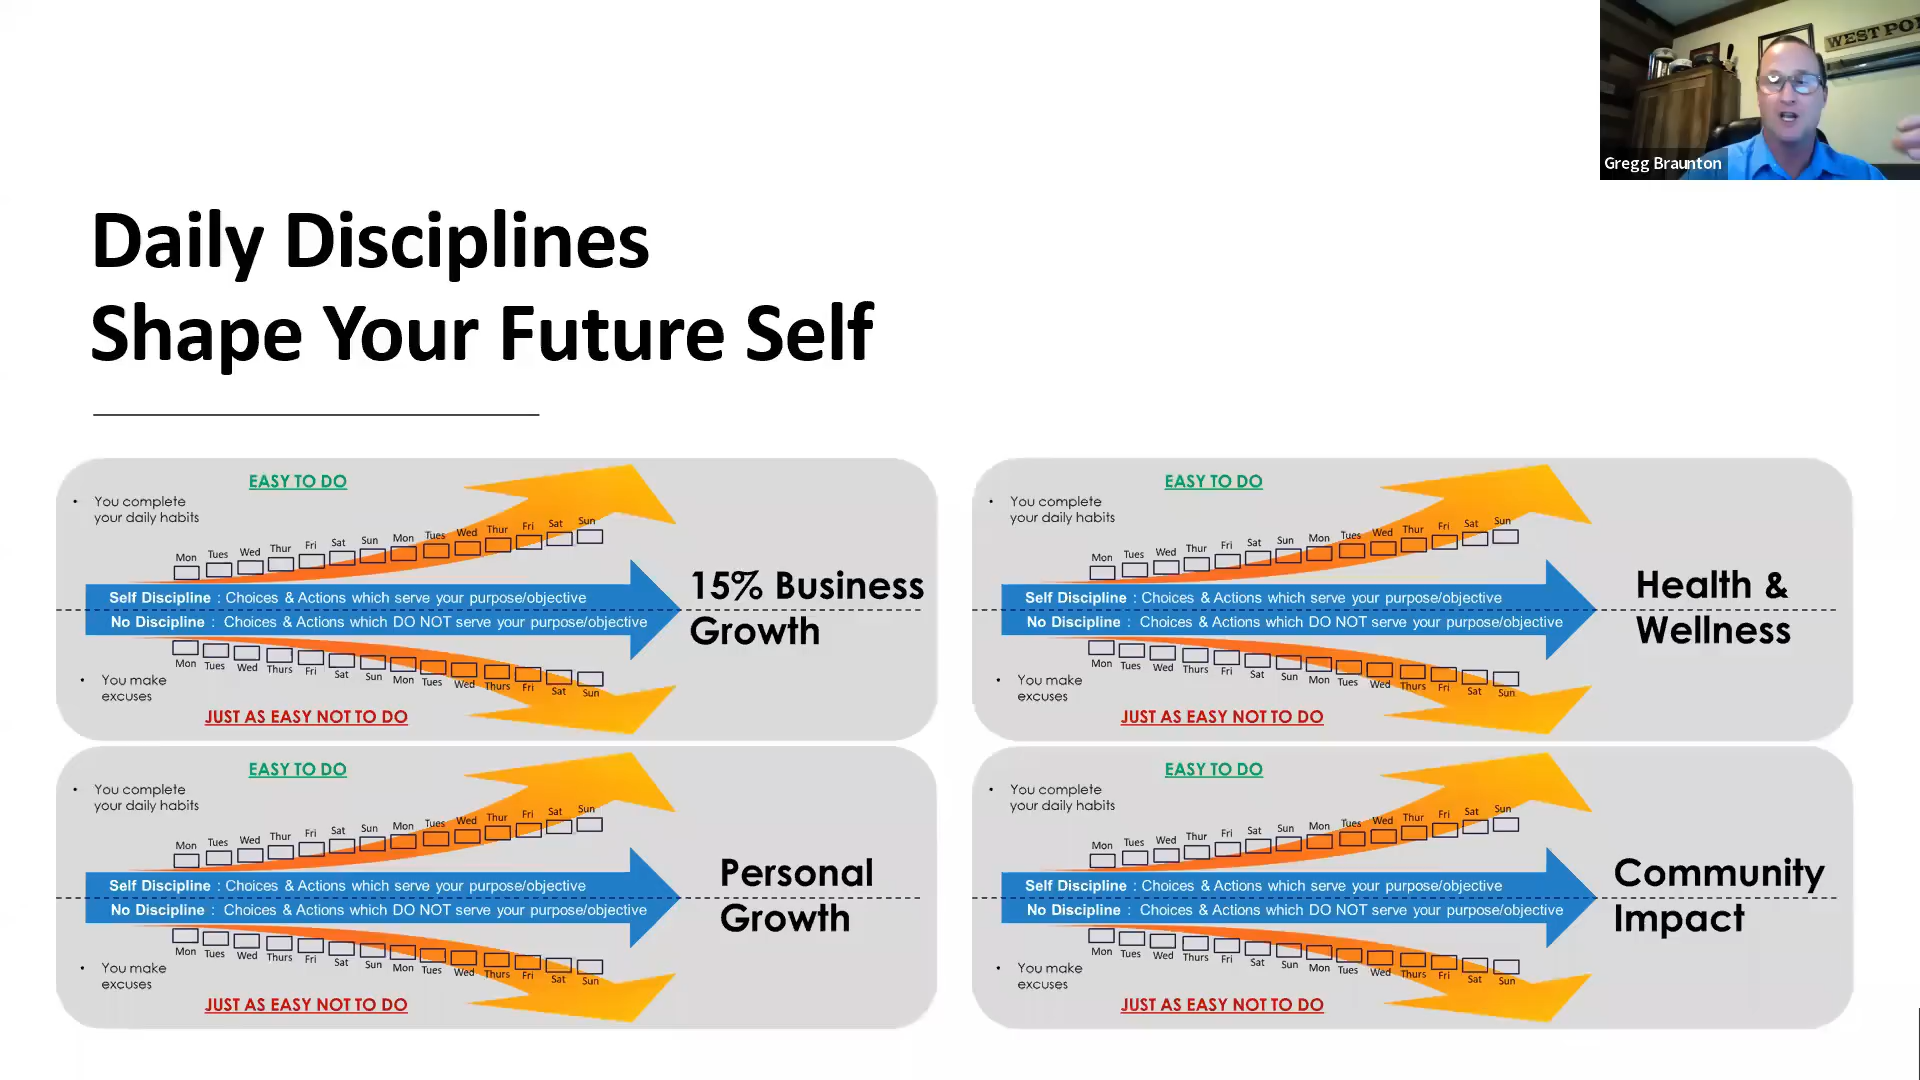 WEST PO
Gregg Braunton
Daily Disciplines
Shape Your Future Self
EASY TO DO
• You complete
your daily habits
Mon Tues Wed Thur Fri Sat Sun Mon Tues Wed Thur Fri Sat Sun
Self Discipline : Choices & Actions which serve your purpose/objective
No Discipline : Choices & Actions which DO NOT serve your purpose/objective
Mon Tues Wed Thurs Fri Sat Sun Mon Tues Wed Thurs Fri Sat Sun
• You make
excuses
JUST AS EASY NOT TO DO
15% Business
Growth
EASY TO DO
• You complete
your daily habits
Mon Tues Wed Thur Fri Sat Sun Mon Tues Wed Thur Fri Sat Sun
Self Discipline : Choices & Actions which serve your purpose/objective
No Discipline : Choices & Actions which DO NOT serve your purpose/objective
Mon Tues Wed Thurs Fri Sat Sun Mon Tues Wed Thurs Fri Sat Sun
• You make
excuses
JUST AS EASY NOT TO DO
Health &
Wellness
EASY TO DO
• You complete
your daily habits
Mon Tues Wed Thur Fri Sat Sun Mon Tues Wed Thur Fri Sat Sun
Self Discipline : Choices & Actions which serve your purpose/objective
No Discipline : Choices & Actions which DO NOT serve your purpose/objective
Mon Tues Wed Thurs Fri Sat Sun Mon Tues Wed Thurs Fri Sat Sun
• You make
excuses
JUST AS EASY NOT TO DO
Personal
Growth
EASY TO DO
• You complete
your daily habits
Mon Tues Wed Thur Fri Sat Sun Mon Tues Wed Thur Fri Sat Sun
Self Discipline : Choices & Actions which serve your purpose/objective
No Discipline : Choices & Actions which DO NOT serve your purpose/objective
Mon Tues Wed Thurs Fri Sat Sun Mon Tues Wed Thurs Fri Sat Sun
• You make
excuses
JUST AS EASY NOT TO DO
Community
Impact